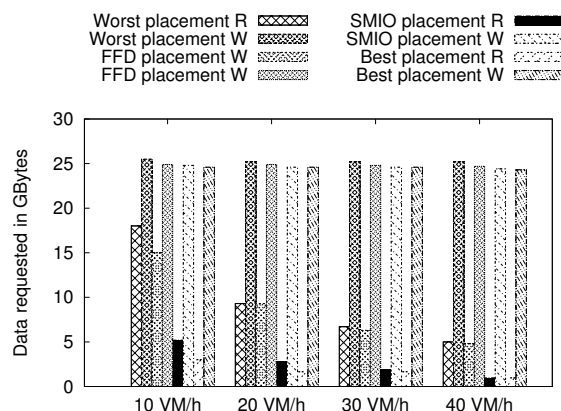 Worst placement R
Worst placement W
FFD placement W
FFD placement W
SMIO placement R
SMIO placement W
Best placement R
Best placement W
Data requested in GBytes
30
25
20
15
10
5
0
10 VM/h 20 VM/h 30 VM/h 40 VM/h